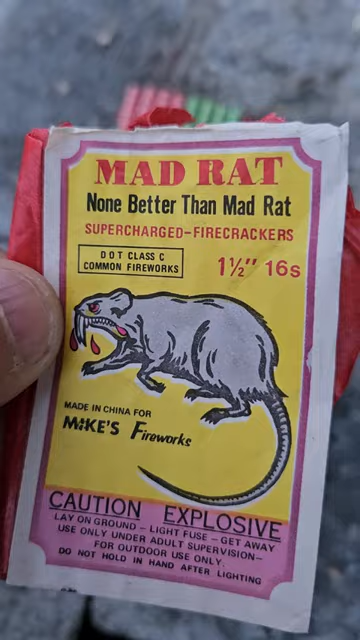 MAD RAT
None Better Than Mad Rat
SUPERCHARGED-FIRECRACKERS
D O T CLASS C
COMMON FIREWORKS
1½" 16s
MADE IN CHINA FOR
MIKE'S Fireworks
CAUTION EXPLOSIVE
LAY ON GROUND - LIGHT FUSE - GET AWAY
USE ONLY UNDER ADULT SUPERVISION-
FOR OUTDOOR USE ONLY.
DO NOT HOLD IN HAND AFTER LIGHTING